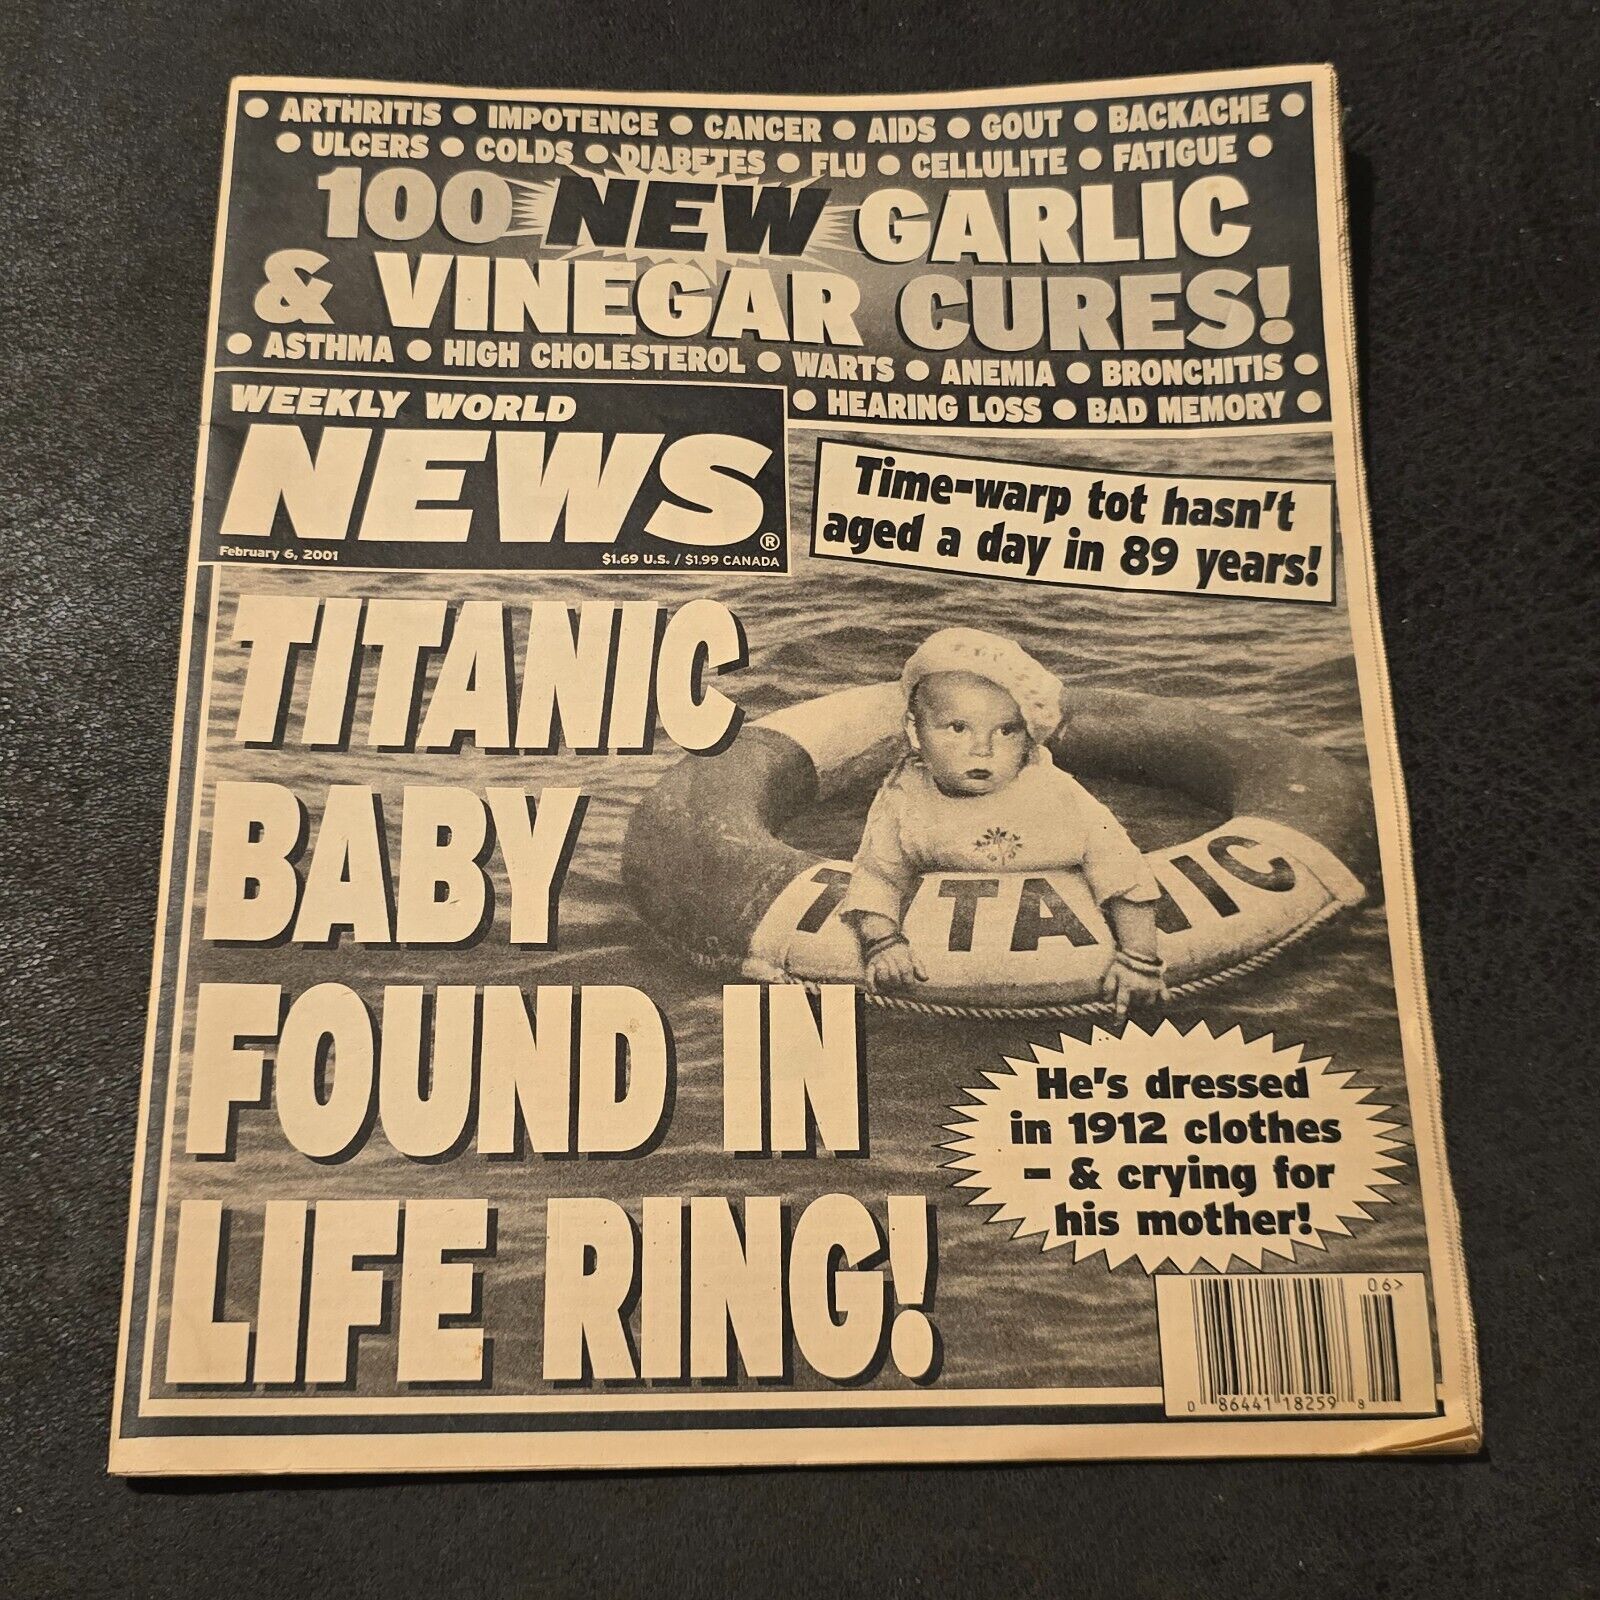 ● ARTHRITIS ● IMPOTENCE ● CANCER ● AIDS ● GOUT ● BACKACHE ●
● ULCERS ● COLDS ● DIABETES ● FLU ● CELLULITE ● FATIGUE ●
100 NEW GARLIC
& VINEGAR CURES!
● ASTHMA ● HIGH CHOLESTEROL ● WARTS ● ANEMIA ● BRONCHITIS ●
● HEARING LOSS ● BAD MEMORY ●
WEEKLY WORLD
NEWS®
February 6, 2001 $1.69 U.S. / $1.99 CANADA
Time-warp tot hasn't
aged a day in 89 years!
TITANIC
BABY
FOUND IN
LIFE RING!
TITANIC
He's dressed
in 1912 clothes
– & crying for
his mother!
06>
0 86441 18259 8